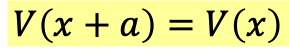 V(x + a) = V(x)